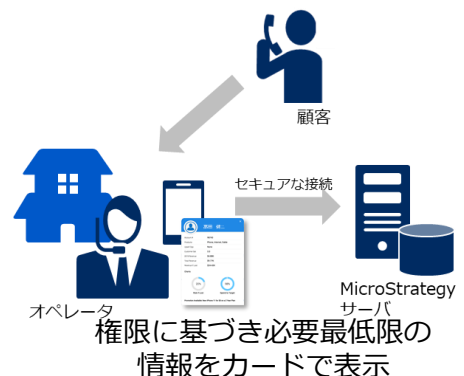 顧客
セキュアな接続
オペレータ
MicroStrategy
サーバ
権限に基づき必要最低限の
情報をカードで表示